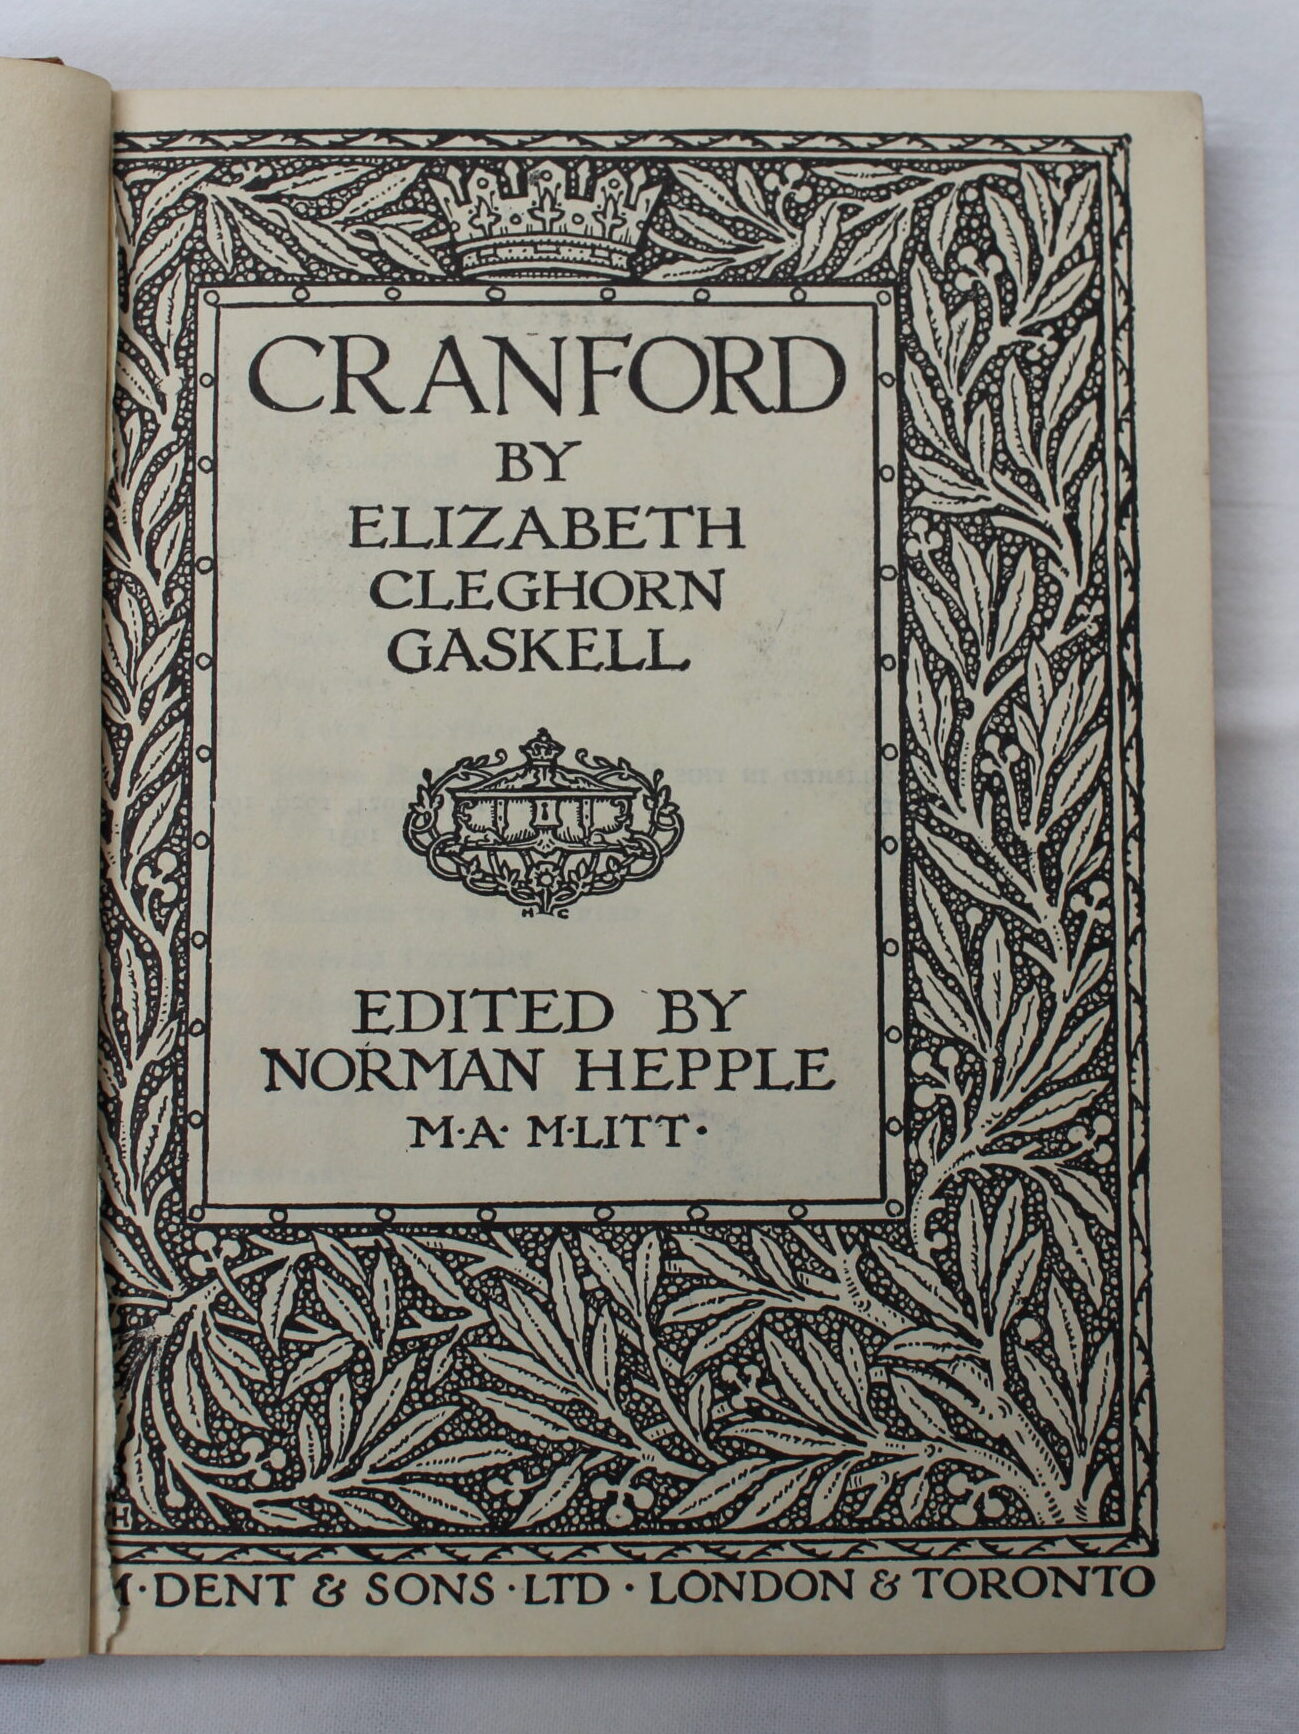 CRANFORD
BY
ELIZABETH
CLEGHORN
GASKELL
H C
EDITED BY
NORMAN HEPPLE
M·A· M·LITT·
H
M·DENT & SONS·LTD·LONDON & TORONTO